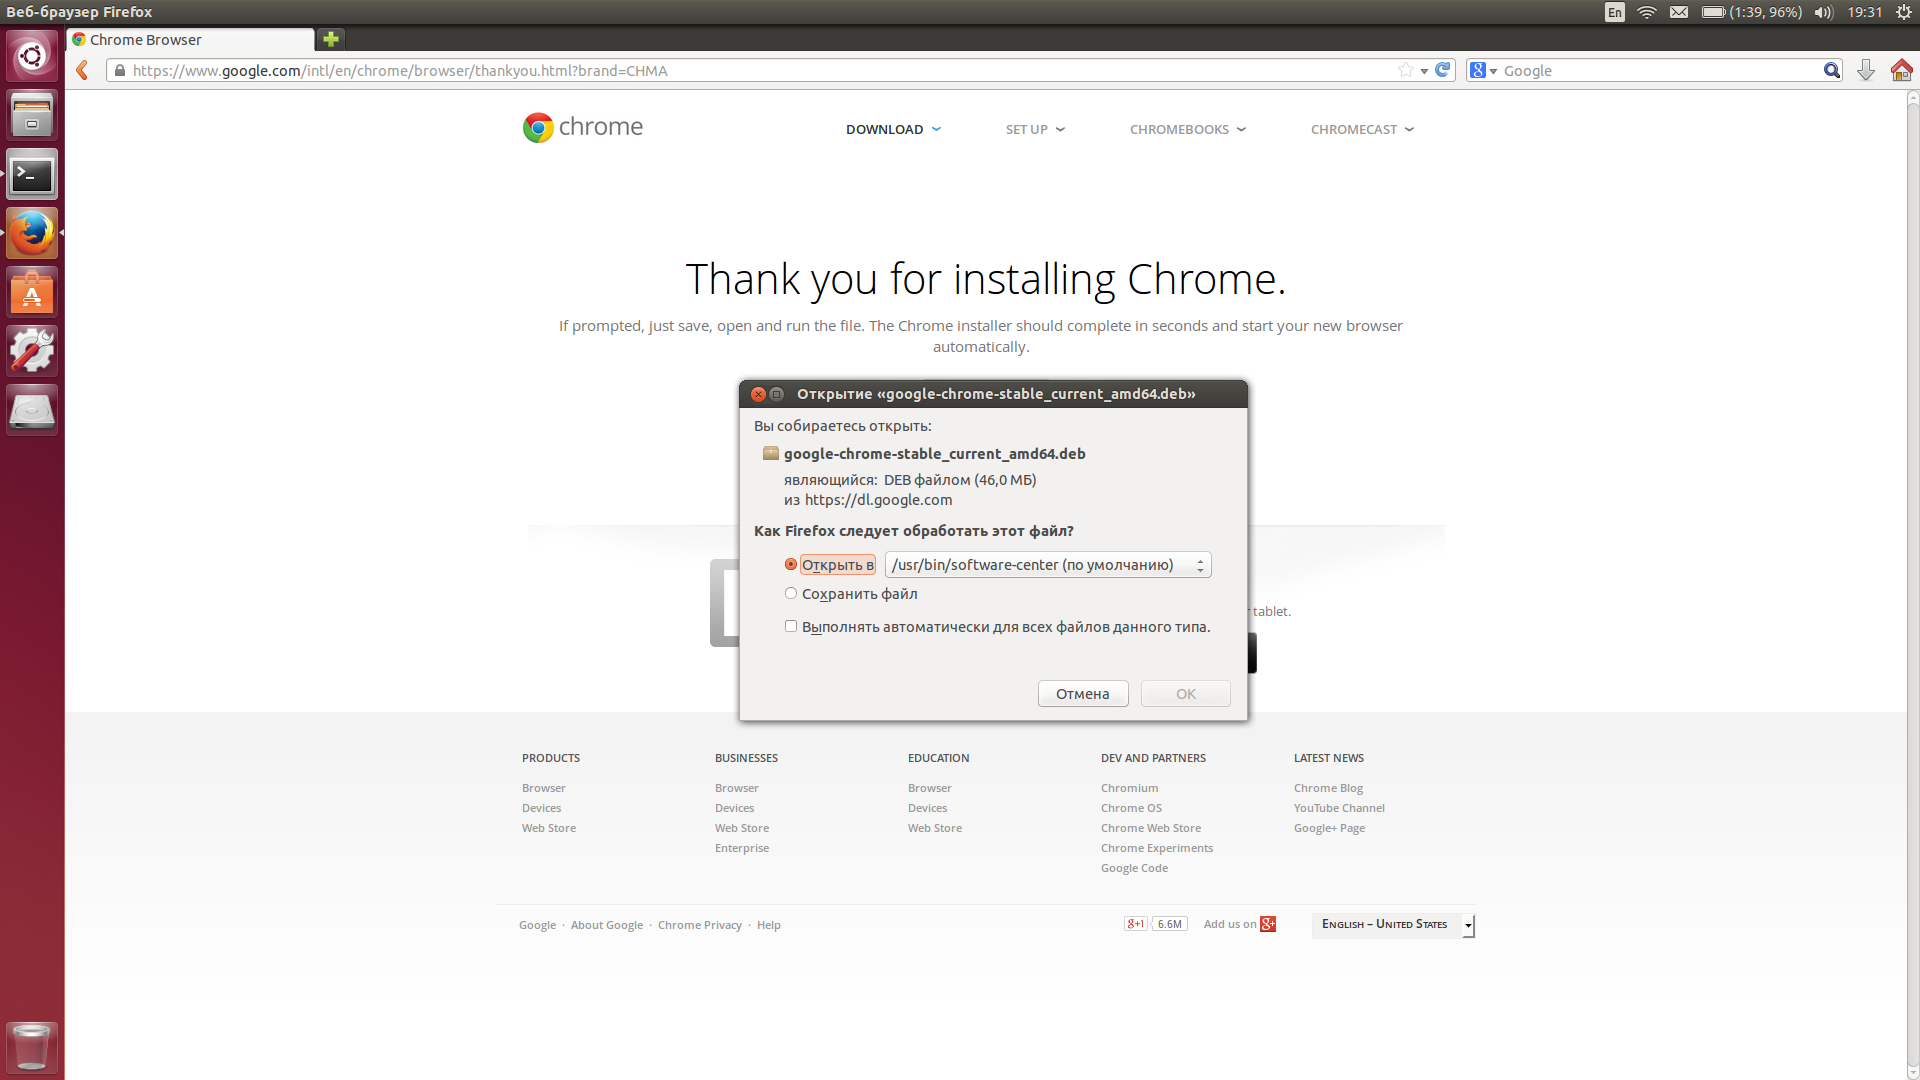 Веб-браузер Firefox
En
(1:39, 96%)
19:31
Chrome Browser
https://www.google.com/intl/en/chrome/browser/thankyou.html?brand=CHMA
Google
chrome
DOWNLOAD
SET UP
CHROMEBOOKS
CHROMECAST
Thank you for installing Chrome.
If prompted, just save, open and run the file. The Chrome installer should complete in seconds and start your new browser
automatically.
Открытие «google-chrome-stable_current_amd64.deb»
Вы собираетесь открыть:
google-chrome-stable_current_amd64.deb
являющийся: DEB файлом (46,0 МБ)
из https://dl.google.com
Как Firefox следует обработать этот файл?
Открыть в
/usr/bin/software-center (по умолчанию)
Сохранить файл
tablet.
Выполнять автоматически для всех файлов данного типа.
Отмена
OK
PRODUCTS
Browser
Devices
Web Store
BUSINESSES
Browser
Devices
Web Store
Enterprise
EDUCATION
Browser
Devices
Web Store
DEV AND PARTNERS
Chromium
Chrome OS
Chrome Web Store
Chrome Experiments
Google Code
LATEST NEWS
Chrome Blog
YouTube Channel
Google+ Page
Google · About Google · Chrome Privacy · Help
g+1
6.6M
Add us on g+
English – United States